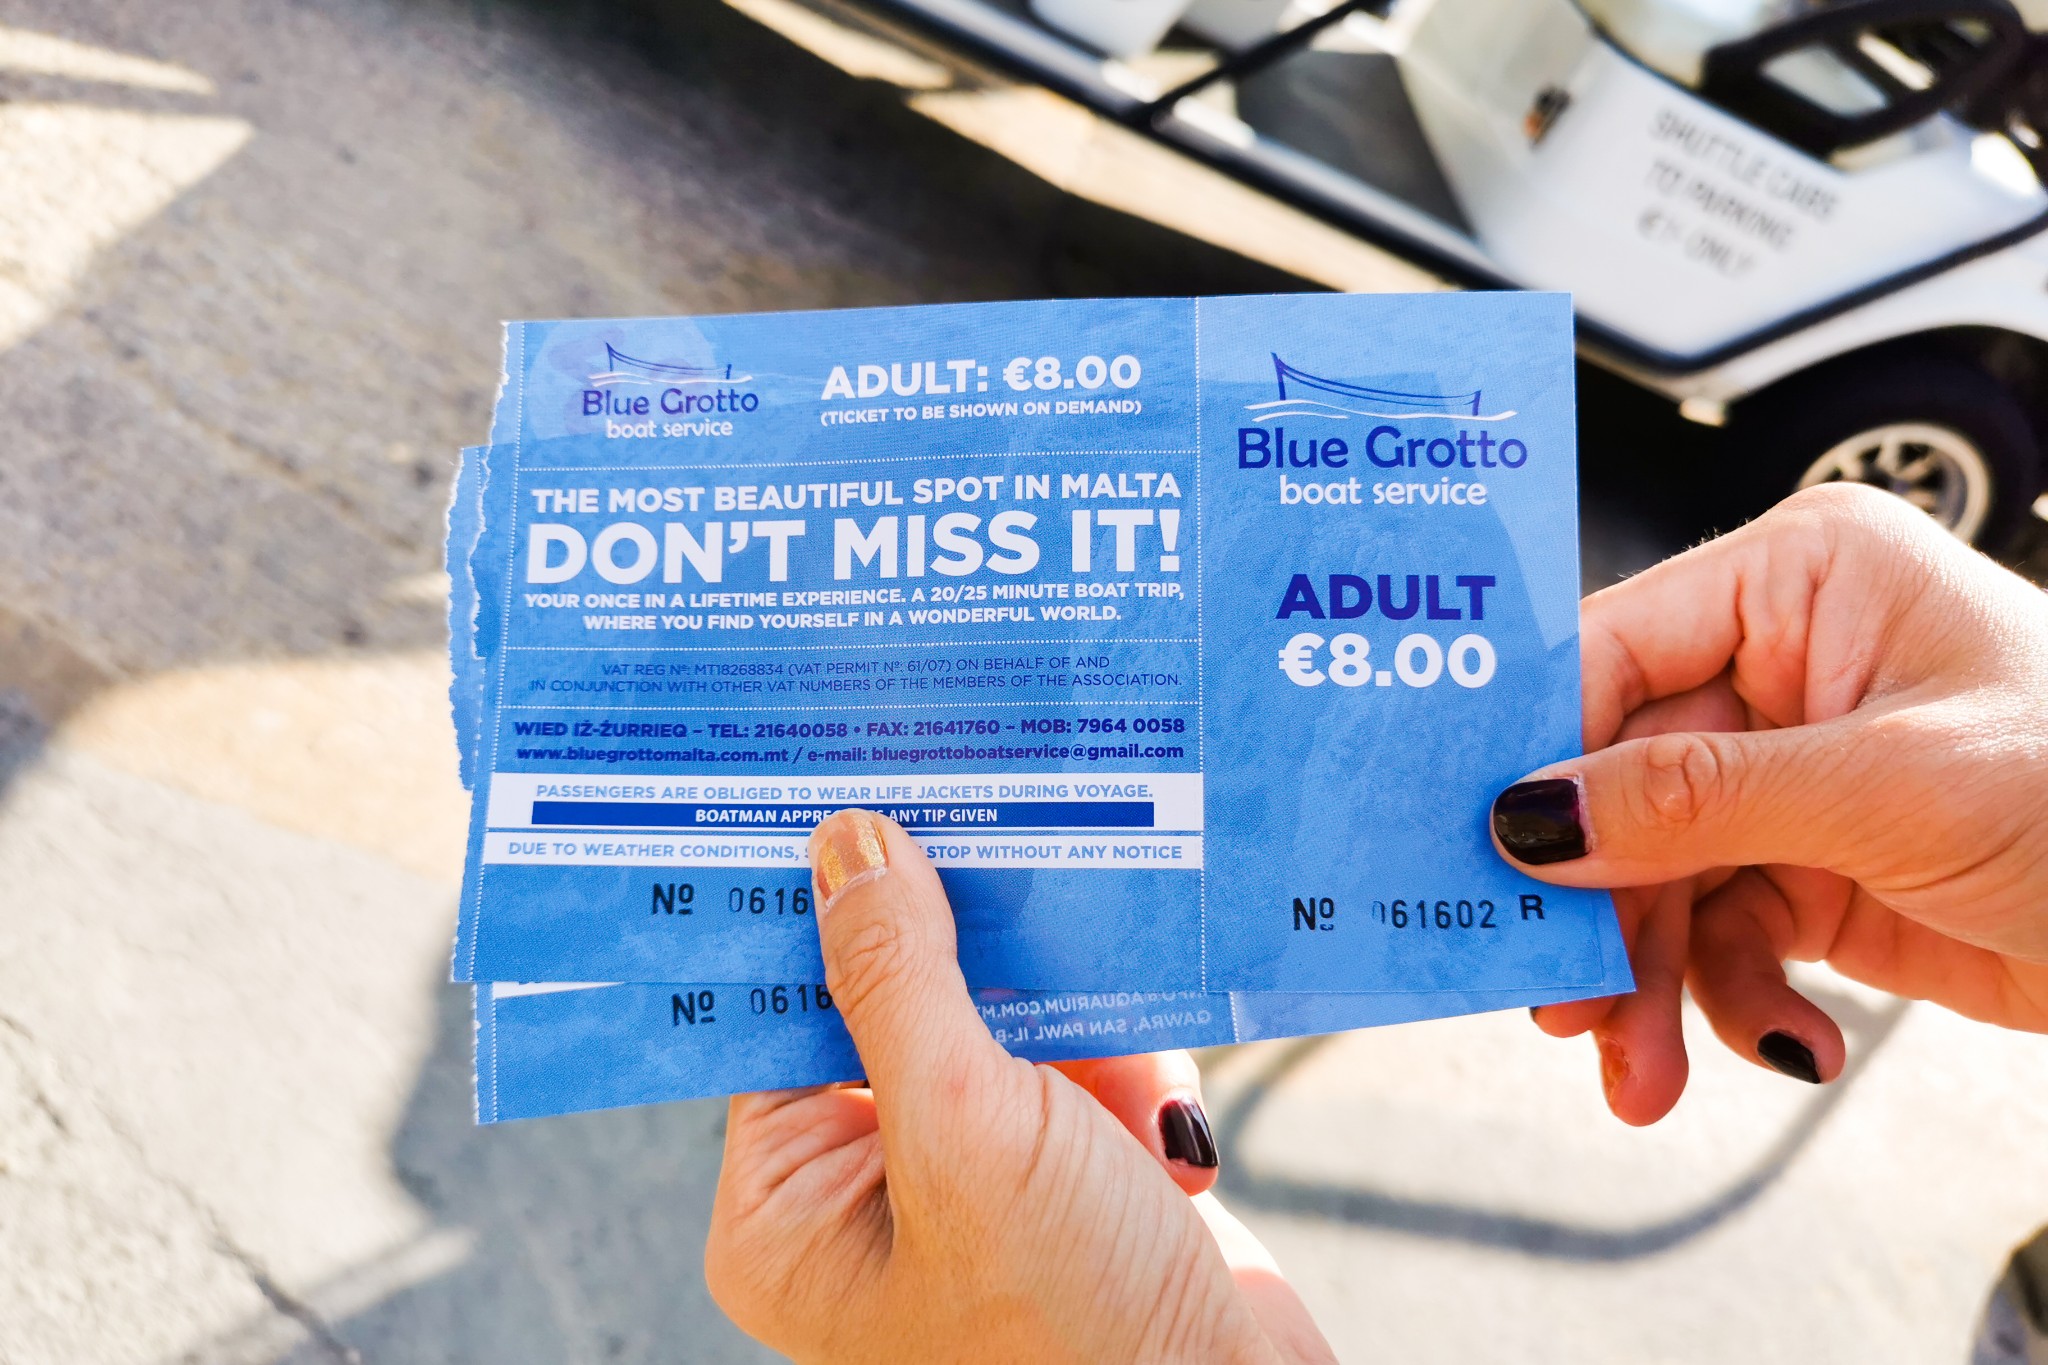 Blue Grotto
boat service
ADULT: €8.00
(TICKET TO BE SHOWN ON DEMAND)
THE MOST BEAUTIFUL SPOT IN MALTA
DON'T MISS IT!
YOUR ONCE IN A LIFETIME EXPERIENCE. A 20/25 MINUTE BOAT TRIP,
WHERE YOU FIND YOURSELF IN A WONDERFUL WORLD.
VAT REG Nº: MT18268834 (VAT PERMIT Nº: 61/07) ON BEHALF OF AND
IN CONJUNCTION WITH OTHER VAT NUMBERS OF THE MEMBERS OF THE ASSOCIATION.
WIED IŻ-ŻURRIEQ – TEL: 21640058 • FAX: 21641760 – MOB: 7964 0058
www.bluegrottomalta.com.mt / e-mail: bluegrottoboatservice@gmail.com
PASSENGERS ARE OBLIGED TO WEAR LIFE JACKETS DURING VOYAGE.
BOATMAN ANY TIP GIVEN
DUE TO WEATHER CONDITIONS, STOP WITHOUT ANY NOTICE
Nº 0616
Blue Grotto
boat service
ADULT
€8.00
Nº 061602 R
Nº 0616
SHUTTLE CABS
TO PARKING
ONLY